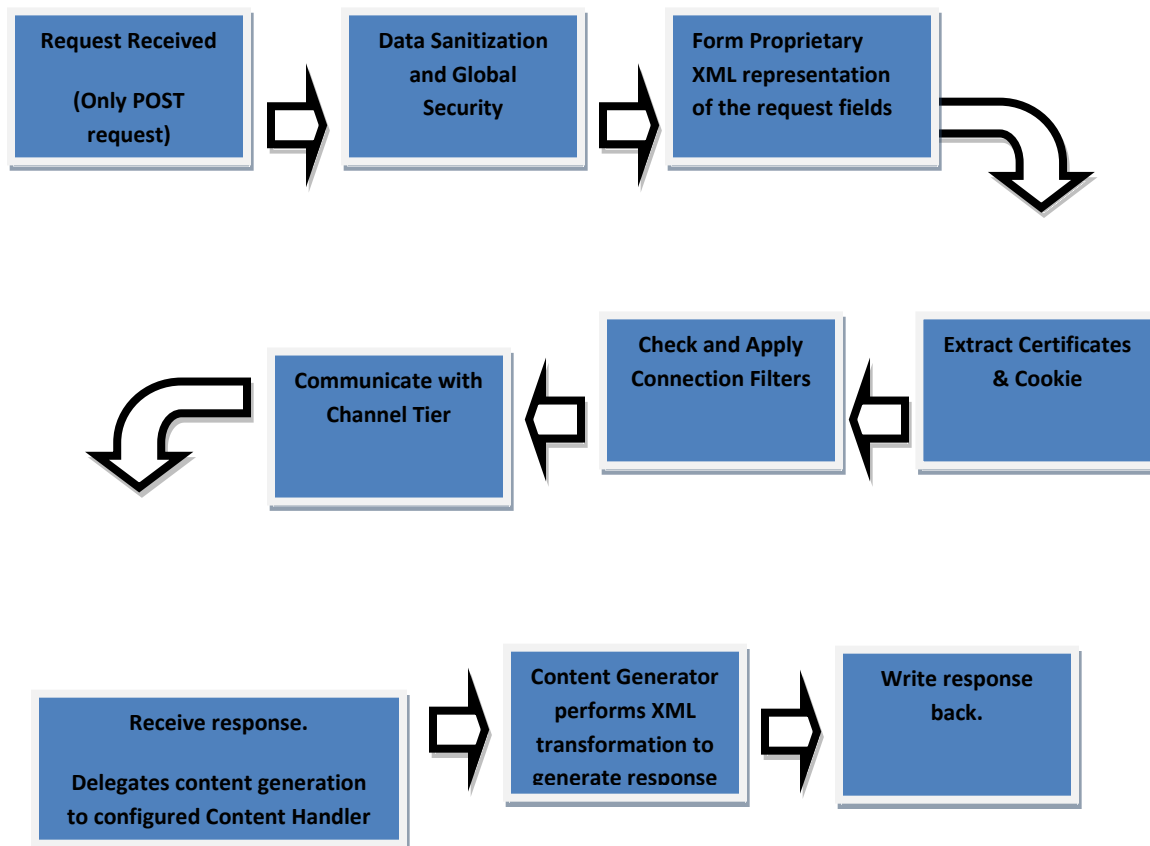 Request Received
(Only POST
request)
Data Sanitization
and Global
Security
Form Proprietary
XML representation
of the request fields
Extract Certificates
& Cookie
Check and Apply
Connection Filters
Communicate with
Channel Tier
Receive response.
Delegates content generation
to configured Content Handler
Content Generator
performs XML
transformation to
generate response
Write response
back.